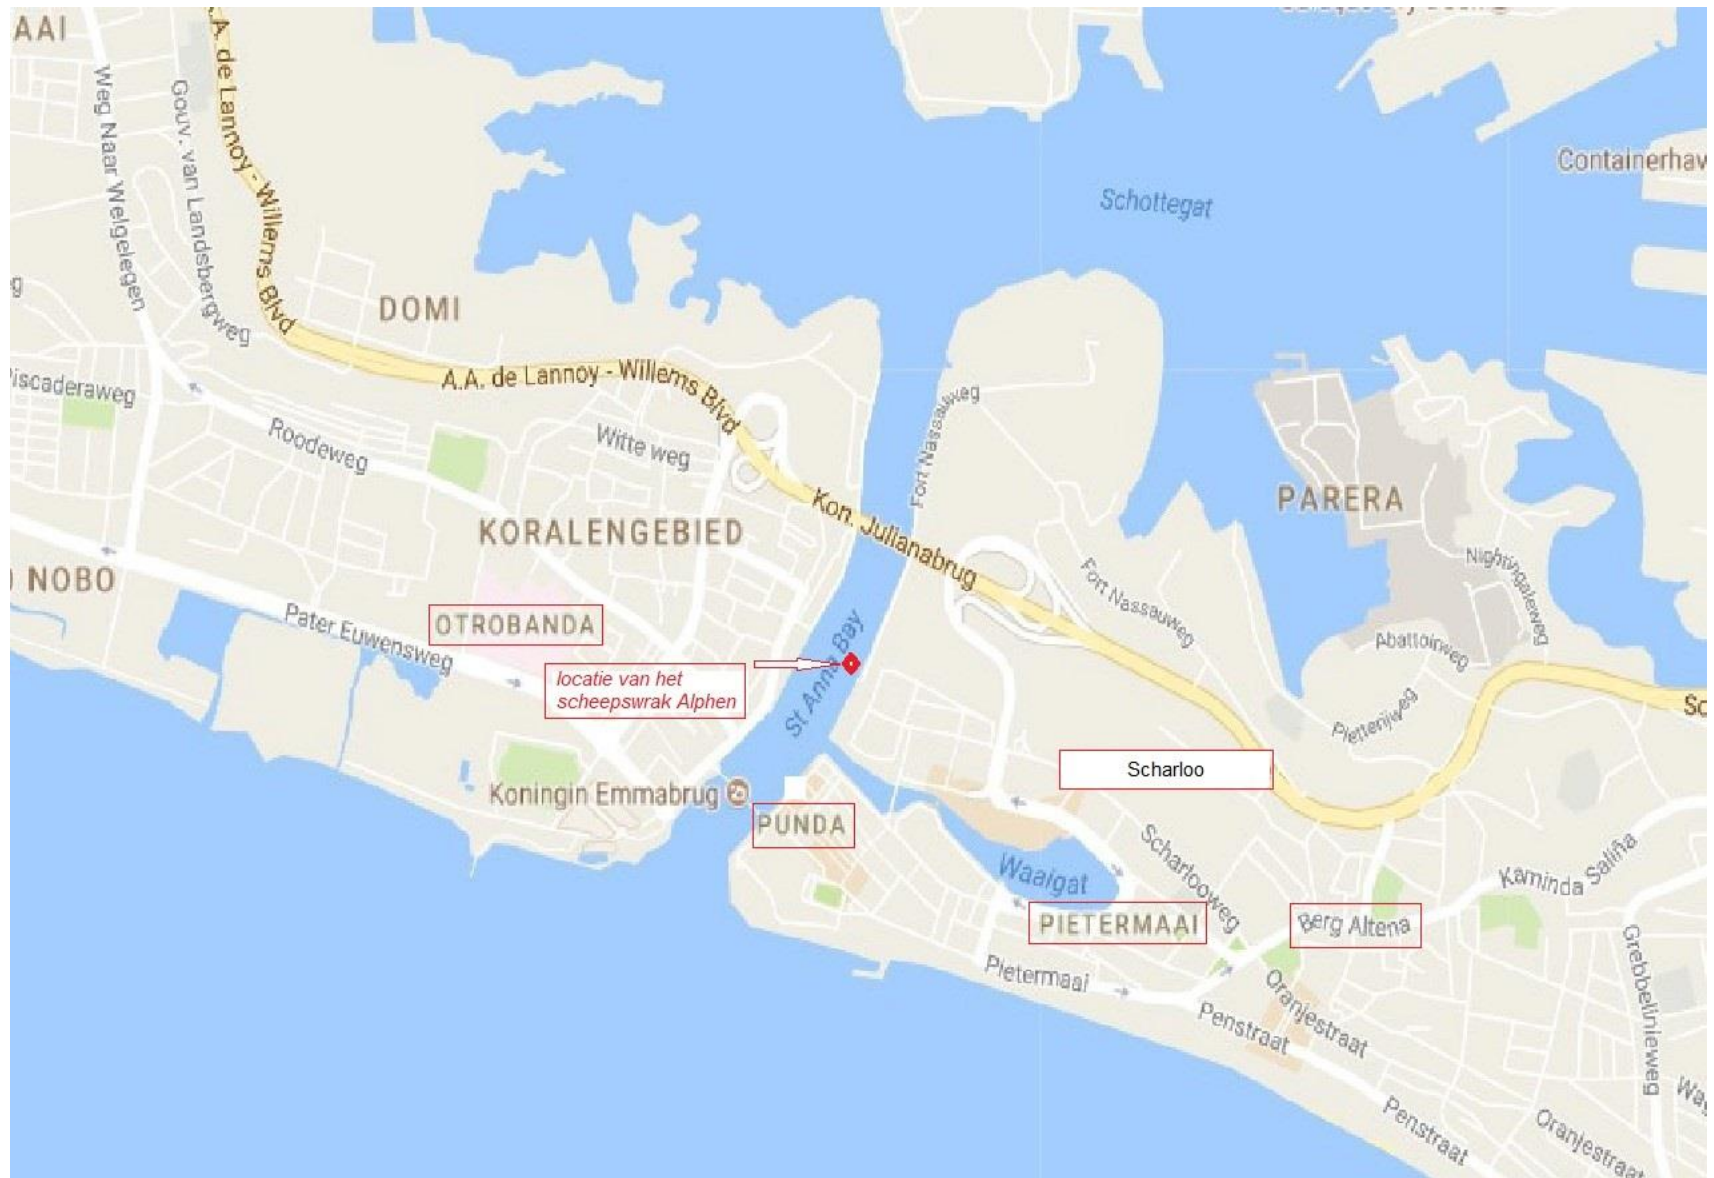 AAI
A.A. de Lannoy - Willems Blvd
Weg Naar Welgelegen
Gouv. van Landsbergweg
Containerhav
Schottegat
DOMI
A.A. de Lannoy - Willems Blvd
Piscaderaweg
Roodeweg
Witte weg
Fort Nassauweg
Kon. Julianabrug
PARERA
KORALENGEBIED
NOBO
Fort Nassauweg
Nightingaleweg
OTROBANDA
Pater Euwensweg
Abattoirweg
St Anna Bay
locatie van het
scheepswrak Alphen
Plettenijweg
Sc
Scharloo
Koningin Emmabrug
PUNDA
Scharlooweg
Waaigat
Kaminda Saliña
PIETERMAAI
Berg Altena
Pietermaai
Oranjestraat
Penstraat
Grebbelinieweg
Penstraat
Oranjestraat